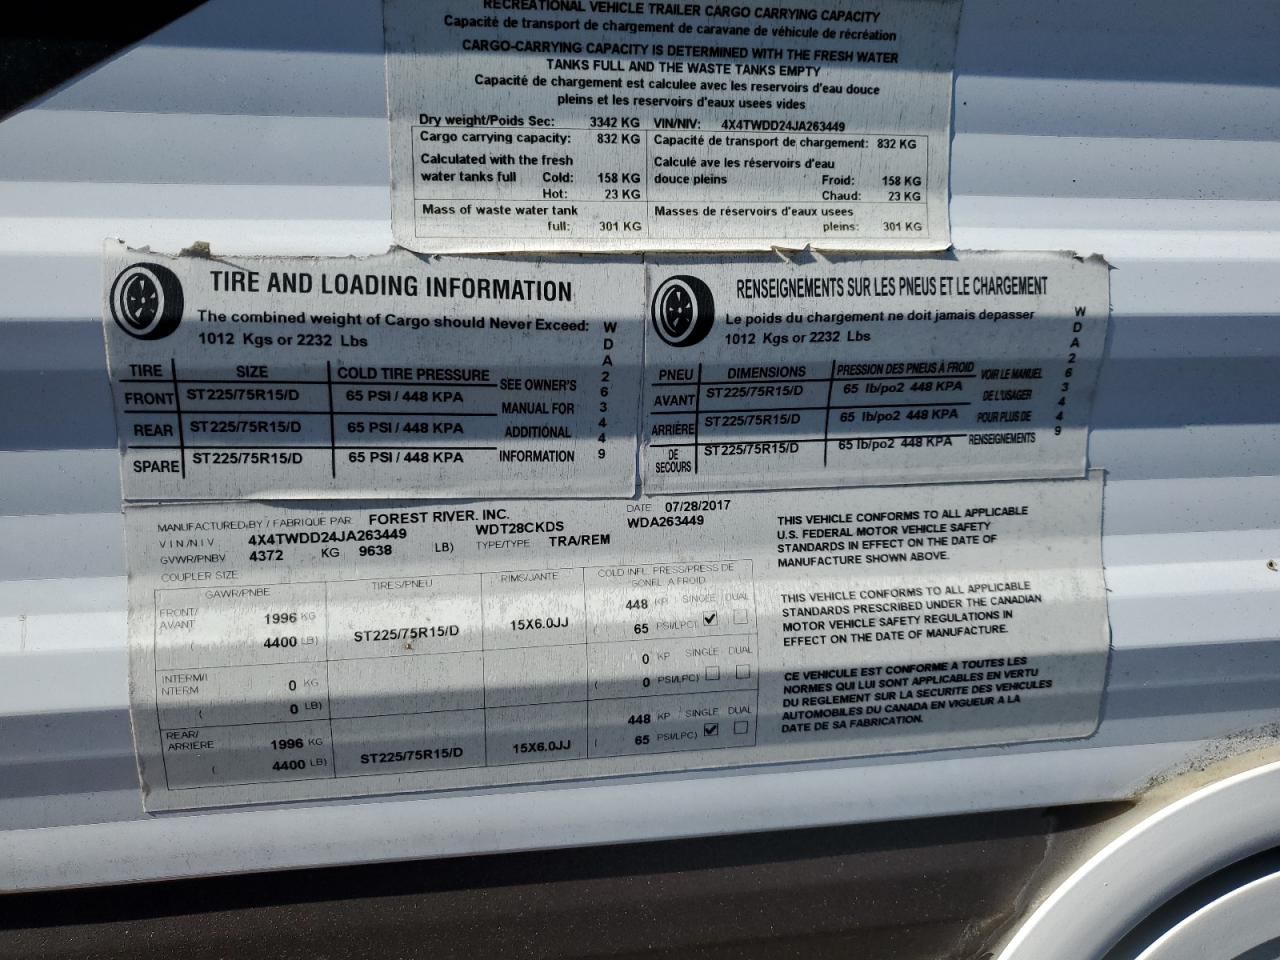 RECREATIONAL VEHICLE TRAILER CARGO CARRYING CAPACITY
Capacité de transport de chargement de caravane de véhicule de récréation
CARGO-CARRYING CAPACITY IS DETERMINED WITH THE FRESH WATER
TANKS FULL AND THE WASTE TANKS EMPTY
Capacité de chargement est calculee avec les reservoirs d'eau douce
pleins et les reservoirs d'eaux usees vides
Dry weight/Poids Sec: 3342 KG VIN/NIV: 4X4TWDD24JA263449
Cargo carrying capacity: 832 KG Capacité de transport de chargement: 832 KG
Calculated with the fresh Calculé ave les réservoirs d'eau
water tanks full Cold: 158 KG douce pleins Froid: 158 KG
Hot: 23 KG Chaud: 23 KG
Mass of waste water tank Masses de réservoirs d'eaux usees
full: 301 KG pleins: 301 KG
TIRE AND LOADING INFORMATION
The combined weight of Cargo should Never Exceed:
1012 Kgs or 2232 Lbs
TIRE SIZE COLD TIRE PRESSURE
FRONT ST225/75R15/D 65 PSI / 448 KPA
REAR ST225/75R15/D 65 PSI / 448 KPA
SPARE ST225/75R15/D 65 PSI / 448 KPA
SEE OWNER'S
MANUAL FOR
ADDITIONAL
INFORMATION
WDA263449
RENSEIGNEMENTS SUR LES PNEUS ET LE CHARGEMENT
Le poids du chargement ne doit jamais depasser
1012 Kgs or 2232 Lbs
PNEU DIMENSIONS PRESSION DES PNEUS À FROID
AVANT ST225/75R15/D 65 lb/po2 448 KPA
ARRIÈRE ST225/75R15/D 65 lb/po2 448 KPA
DE SECOURS ST225/75R15/D 65 lb/po2 448 KPA
VOIR LE MANUEL
DE L'USAGER
POUR PLUS DE
RENSEIGNEMENTS
WDA263449
MANUFACTURED BY / FABRIQUE PAR FOREST RIVER, INC. DATE 07/28/2017
VIN/NIV 4X4TWDD24JA263449 WDT28CKDS WDA263449
GVWR/PNBV 4372 KG 9638 LB) TYPE/TYPE TRA/REM
COUPLER SIZE
GAWR/PNBE TIRES/PNEU RIMS/JANTE COLD INFL PRESS/PRESS DE
GONFL A FROID
FRONT/
AVANT 1996 KG 448 KP SINGLE DUAL
( 4400 LB) ST225/75R15/D 15X6.0JJ ( 65 PSI/LPC)
INTERM/I
NTERM 0 KG 0 KP SINGLE DUAL
( 0 LB) ( 0 PSI/LPC)
REAR/
ARRIERE 1996 KG 448 KP SINGLE DUAL
( 4400 LB) ST225/75R15/D 15X6.0JJ ( 65 PSI/LPC)
THIS VEHICLE CONFORMS TO ALL APPLICABLE
U.S. FEDERAL MOTOR VEHICLE SAFETY
STANDARDS IN EFFECT ON THE DATE OF
MANUFACTURE SHOWN ABOVE.
THIS VEHICLE CONFORMS TO ALL APPLICABLE
STANDARDS PRESCRIBED UNDER THE CANADIAN
MOTOR VEHICLE SAFETY REGULATIONS IN
EFFECT ON THE DATE OF MANUFACTURE.
CE VEHICULE EST CONFORME A TOUTES LES
NORMES QUI LUI SONT APPLICABLES EN VERTU
DU REGLEMENT SUR LA SECURITE DES VEHICULES
AUTOMOBILES DU CANADA EN VIGUEUR A LA
DATE DE SA FABRICATION.